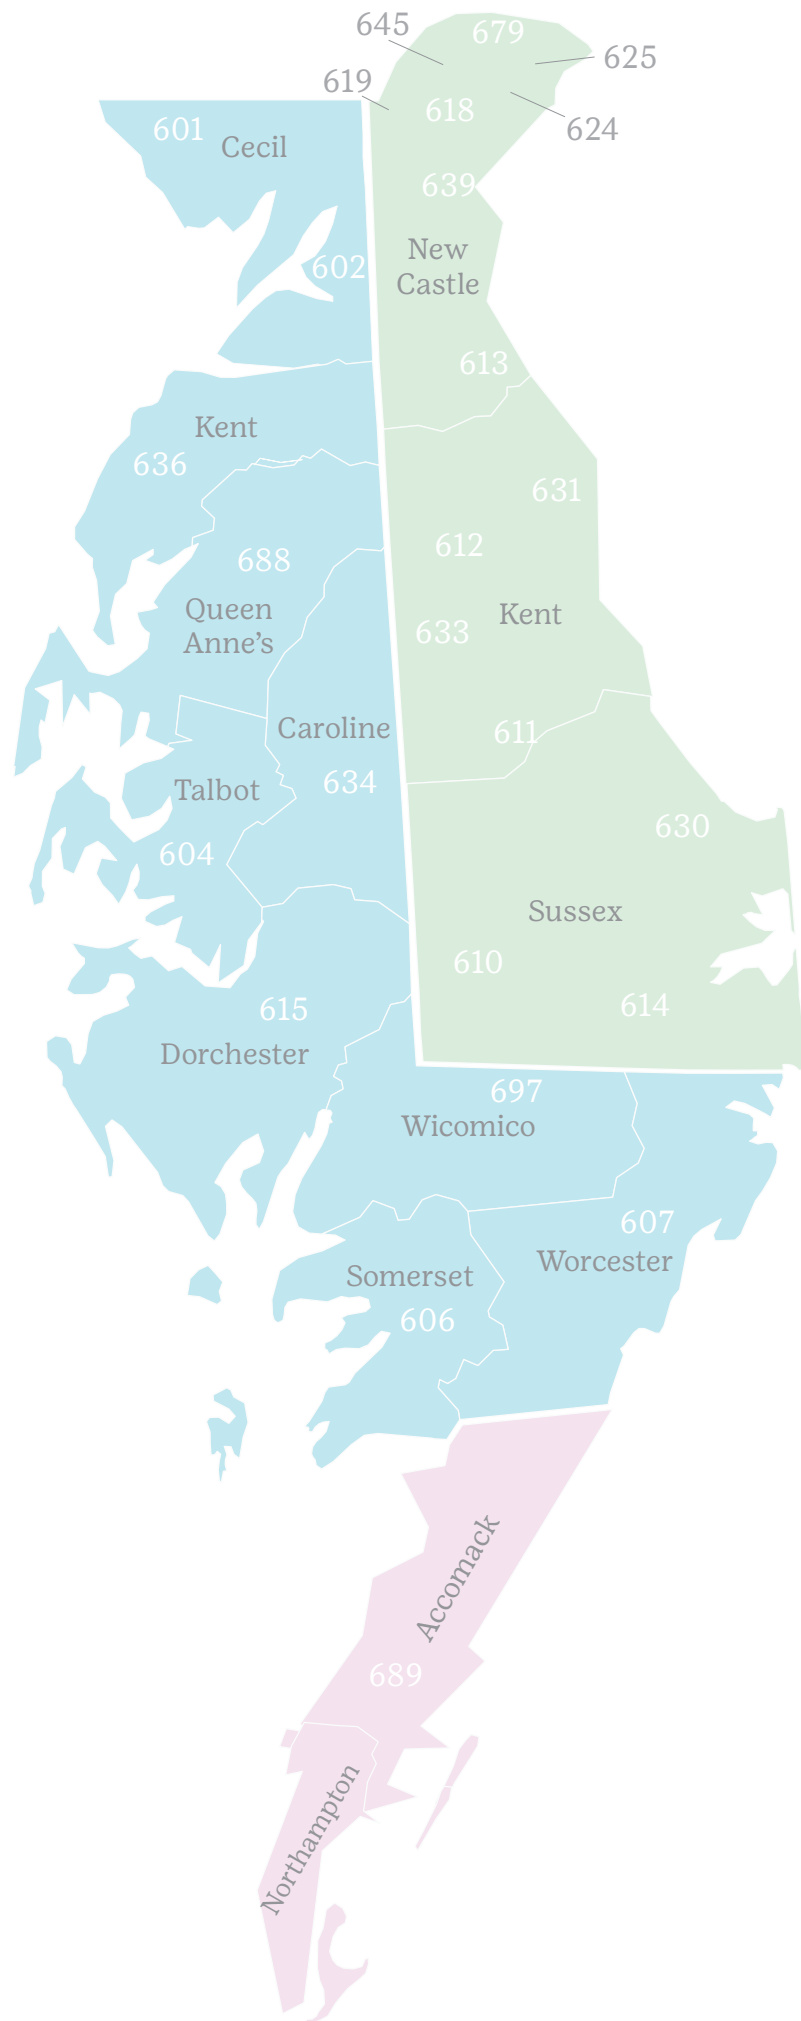 645
679
625
619
618
624
601
Cecil
639
602
New
Castle
613
Kent
636
631
612
688
Queen
Anne's
Kent
633
Caroline
611
634
Talbot
604
630
Sussex
610
614
615
Dorchester
697
Wicomico
607
Worcester
Somerset
606
Accomack
689
Northampton